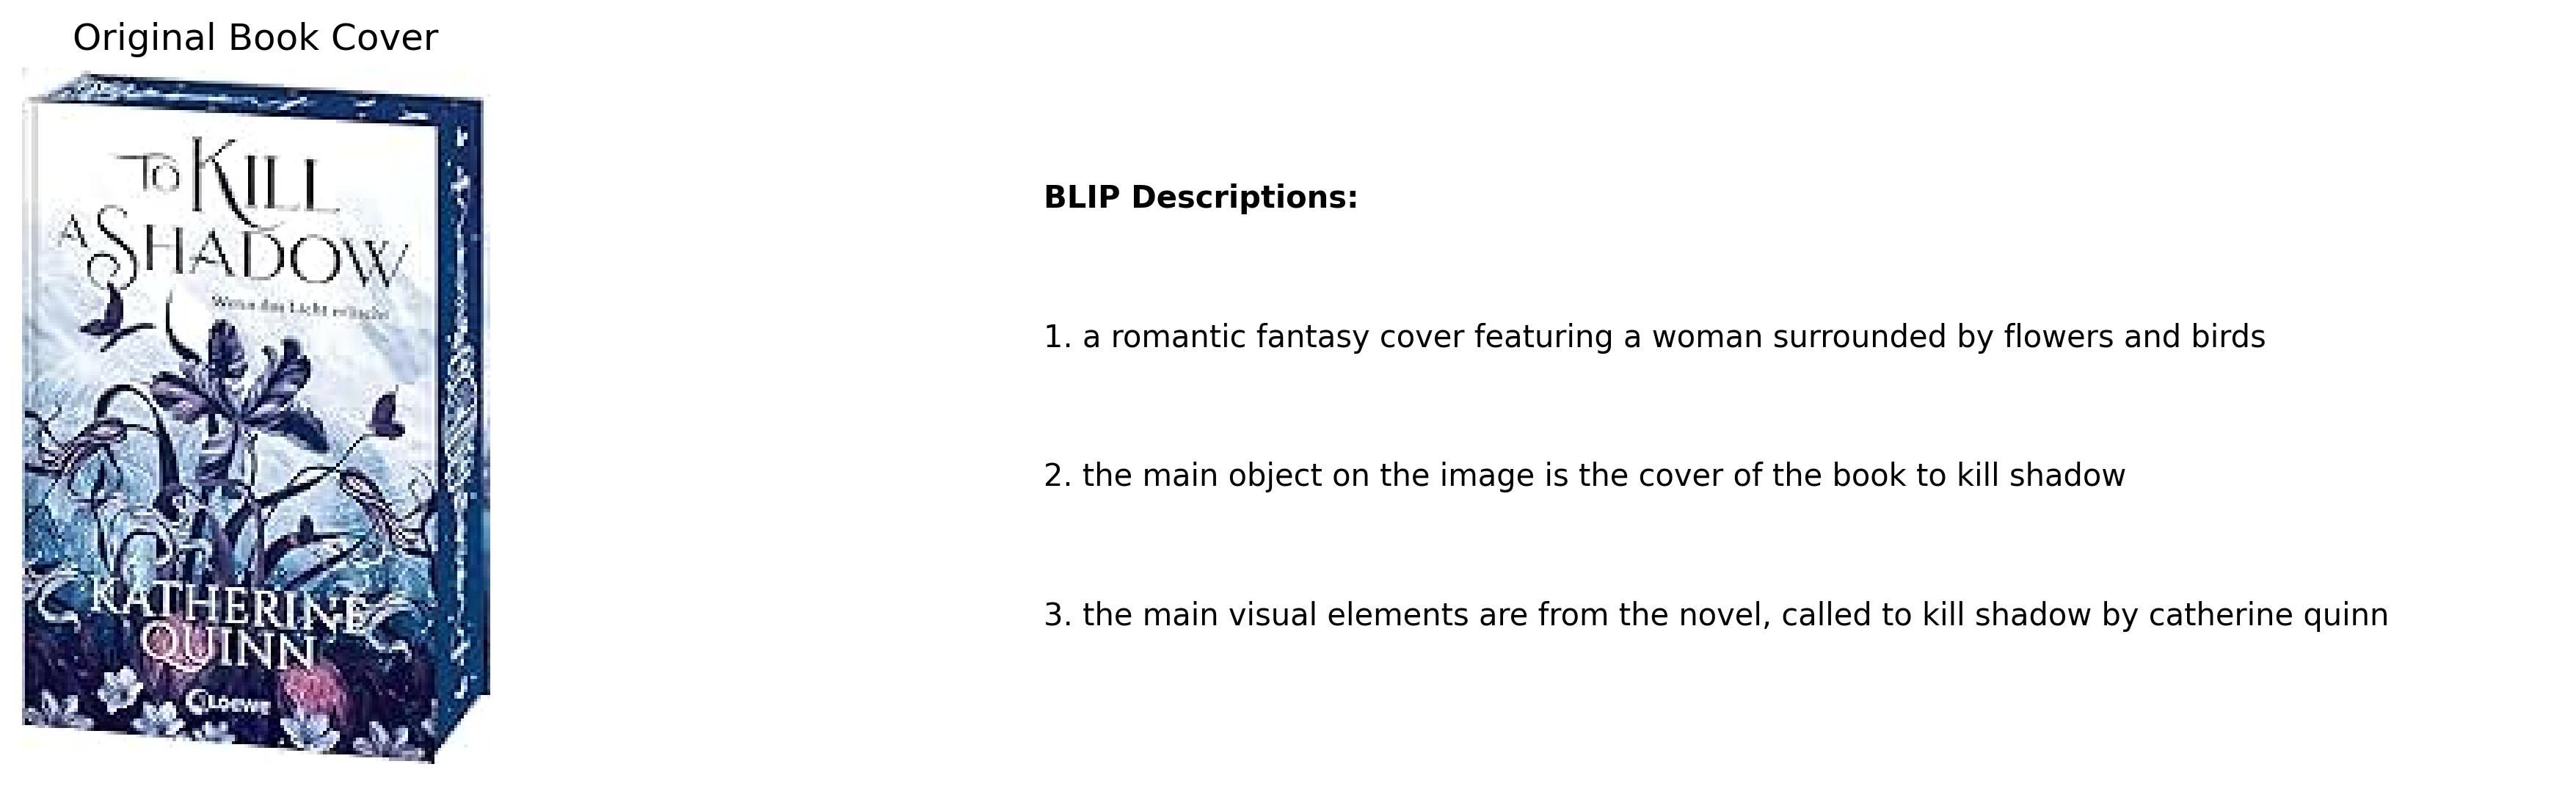 Original Book Cover
TO KILL
A SHADOW
Wenn das Licht erlischt
KATHERINE
QUINN
LOEWE
BLIP Descriptions:
1. a romantic fantasy cover featuring a woman surrounded by flowers and birds
2. the main object on the image is the cover of the book to kill shadow
3. the main visual elements are from the novel, called to kill shadow by catherine quinn